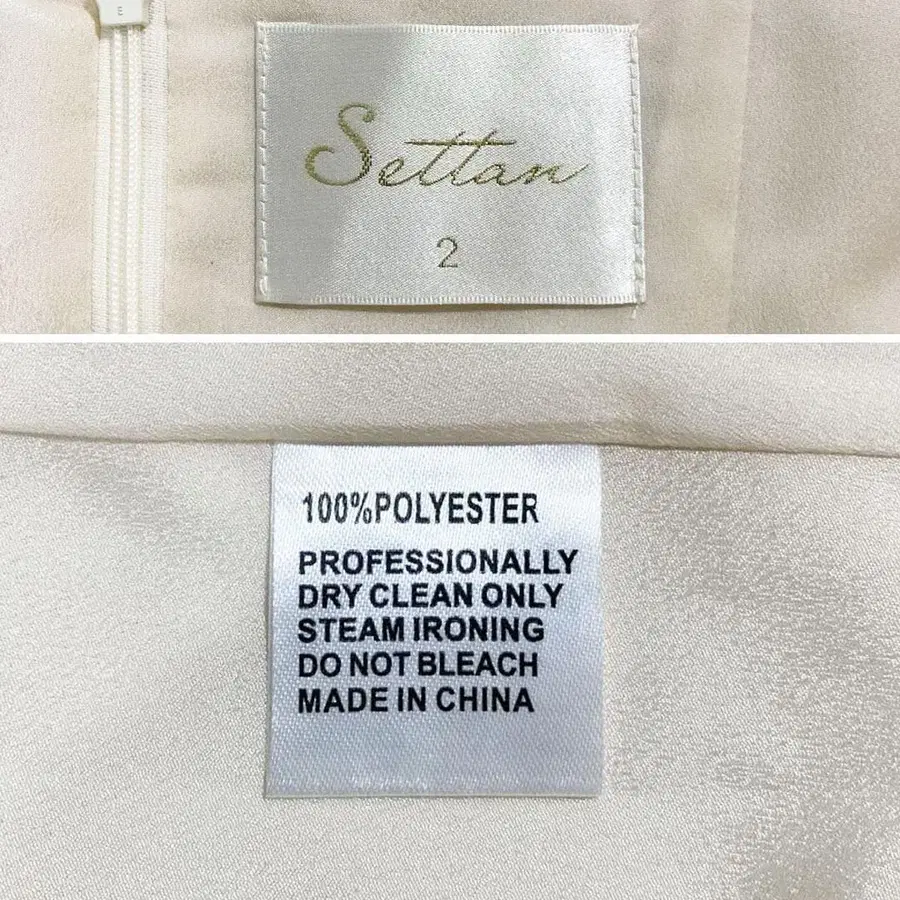 Settan
2
100%POLYESTER
PROFESSIONALLY
DRY CLEAN ONLY
STEAM IRONING
DO NOT BLEACH
MADE IN CHINA